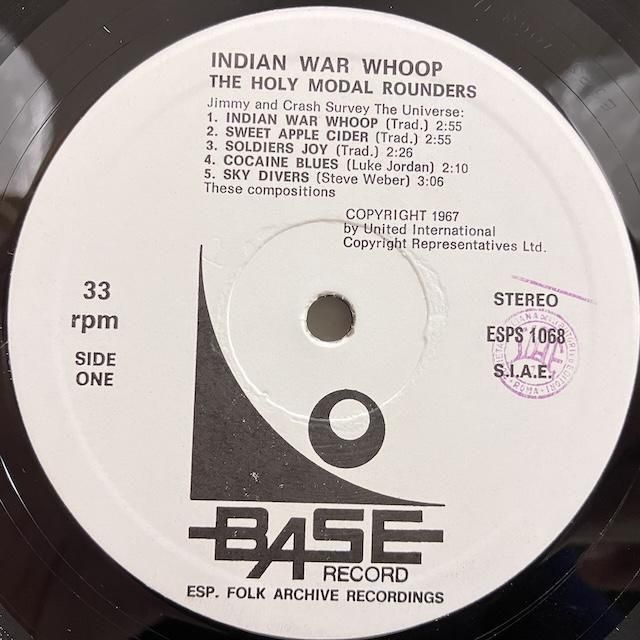 INDIAN WAR WHOOP
THE HOLY MODAL ROUNDERS
Jimmy and Crash Survey The Universe:
1. INDIAN WAR WHOOP (Trad.) 2:55
2. SWEET APPLE CIDER (Trad.) 2:55
3. SOLDIERS JOY (Trad.) 2:26
4. COCAINE BLUES (Luke Jordan) 2:10
5. SKY DIVERS (Steve Weber) 3:06
These compositions
COPYRIGHT 1967
by United International
Copyright Representatives Ltd.
33
rpm
SIDE
ONE
STEREO
ESPS 1068
S.I.A.E.
ROMA
BASE
RECORD
ESP. FOLK ARCHIVE RECORDINGS